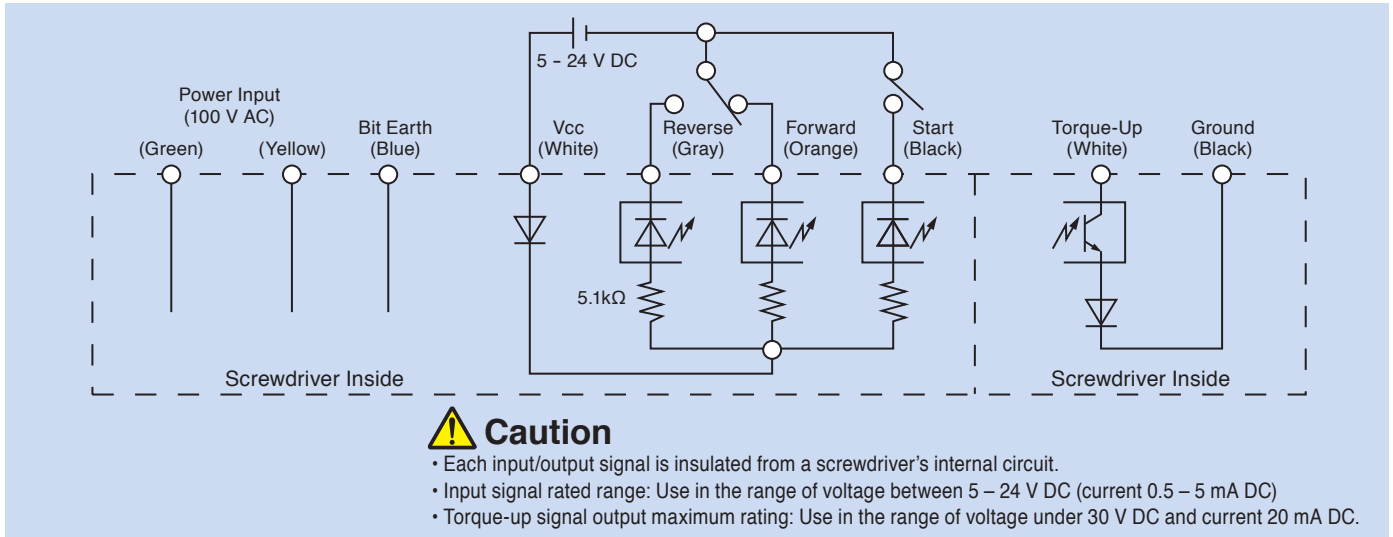 5 - 24 V DC
Power Input
(100 V AC)
(Green)
(Yellow)
Bit Earth
(Blue)
Vcc
(White)
Reverse
(Gray)
Forward
(Orange)
Start
(Black)
Torque-Up
(White)
Ground
(Black)
5.1kΩ
Screwdriver Inside
Screwdriver Inside
Caution
• Each input/output signal is insulated from a screwdriver's internal circuit.
• Input signal rated range: Use in the range of voltage between 5 – 24 V DC (current 0.5 – 5 mA DC)
• Torque-up signal output maximum rating: Use in the range of voltage under 30 V DC and current 20 mA DC.